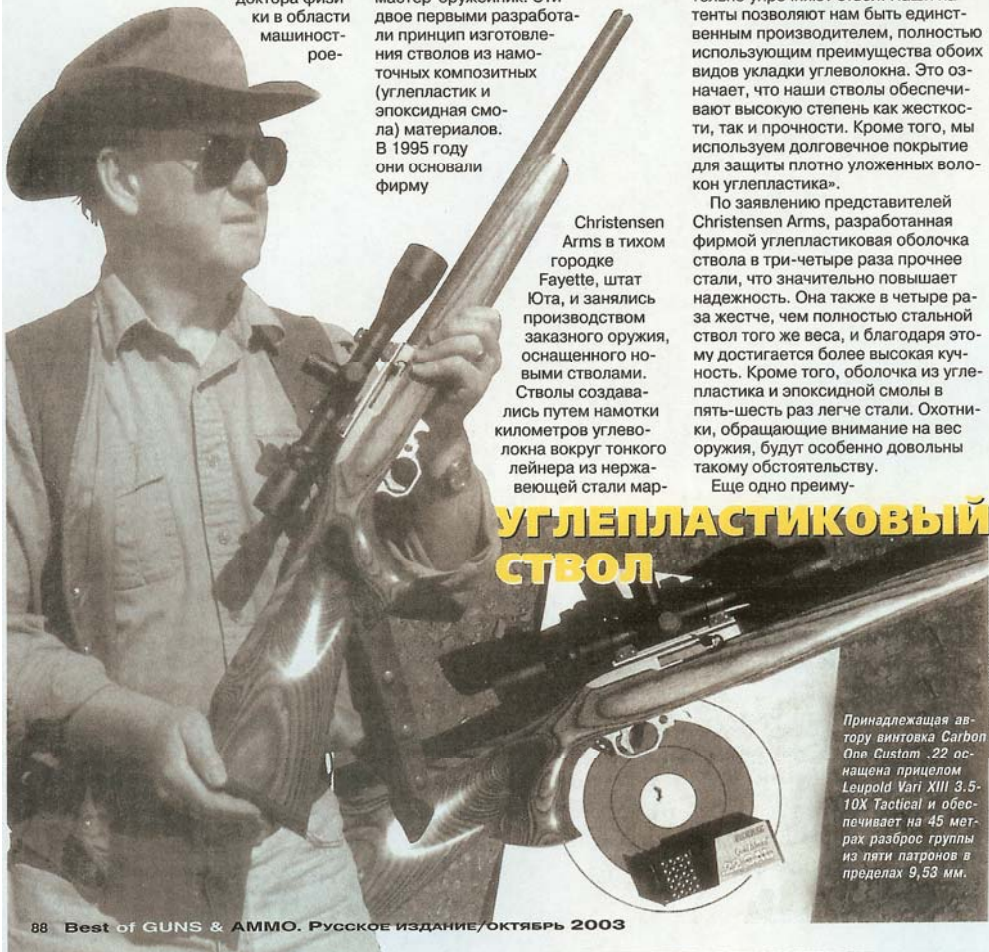 доктора физи-
ки в области
машиност-
рое-
мастер-оружейник. Эти
двое первыми разработа-
ли принцип изготовле-
ния стволов из намо-
точных композитных
(углепластик и
эпоксидная смо-
ла) материалов.
В 1995 году
они основали
фирму
Christensen
Arms в тихом
городке
Fayette, штат
Юта, и занялись
производством
заказного оружия,
оснащенного но-
выми стволами.
Стволы создава-
лись путем намотки
километров углево-
локна вокруг тонкого
лейнера из нержа-
веющей стали мар-
тенты позволяют нам быть единст-
венным производителем, полностью
использующим преимущества обоих
видов укладки углеволокна. Это оз-
начает, что наши стволы обеспечи-
вают высокую степень как жесткос-
ти, так и прочности. Кроме того, мы
используем долговечное покрытие
для защиты плотно уложенных воло-
кон углепластика».
По заявлению представителей
Christensen Arms, разработанная
фирмой углепластиковая оболочка
ствола в три-четыре раза прочнее
стали, что значительно повышает
надежность. Она также в четыре ра-
за жестче, чем полностью стальной
ствол того же веса, и благодаря это-
му достигается более высокая куч-
ность. Кроме того, оболочка из угле-
пластика и эпоксидной смолы в
пять-шесть раз легче стали. Охотни-
ки, обращающие внимание на вес
оружия, будут особенно довольны
такому обстоятельству.
Еще одно преиму-
УГЛЕПЛАСТИКОВЫЙ
СТВОЛ
Принадлежащая ав-
тору винтовка Carbon
One Custom .22 ос-
нащена прицелом
Leupold Vari XIII 3.5-
10X Tactical и обес-
печивает на 45 мет-
рах разброс группы
из пяти патронов в
пределах 9,53 мм.
88 Best of GUNS & AMMO. Русское издание/октябрь 2003